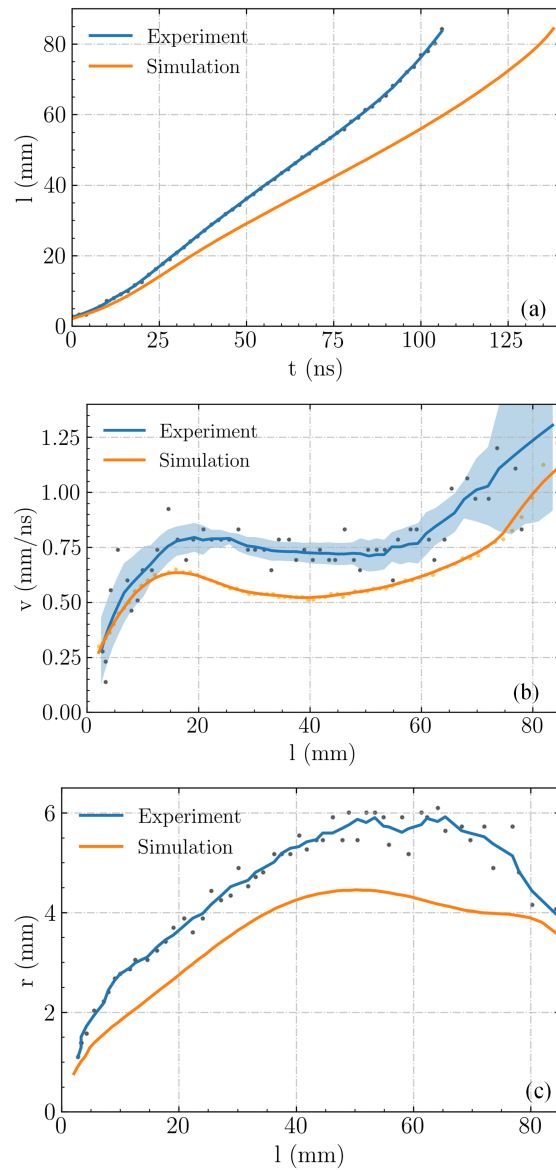 80
60
40
20
0
l (mm)
Experiment
Simulation
(a)
0 25 50 75 100 125
t (ns)
1.25
1.00
0.75
0.50
0.25
0.00
v (mm/ns)
Experiment
Simulation
(b)
0 20 40 60 80
l (mm)
6
4
2
0
r (mm)
Experiment
Simulation
(c)
0 20 40 60 80
l (mm)